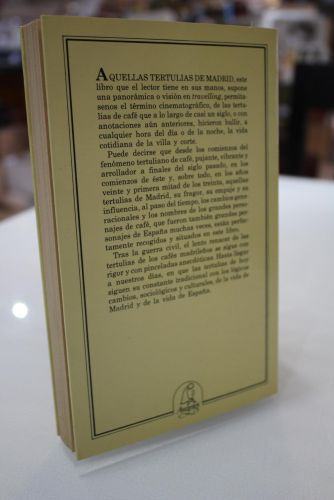 AQUELLAS TERTULIAS DE MADRID, este
libro que el lector tiene en sus manos, supone
una panorámica o visión en travelling, permíta-
senos el término cinematográfico, de las tertu-
lias de café que a lo largo de casi un siglo, o con
anotaciones aún anteriores, hicieron bullir, a
cualquier hora del día o de la noche, la vida
cotidiana de la villa y corte.
Puede decirse que desde los comienzos del
fenómeno tertuliano de café, pujante, vibrante y
arrollador a finales del siglo pasado, en los
comienzos de éste y, sobre todo, en los años
veinte y primera mitad de los treinta, aquellas
tertulias de Madrid, su fragor, su empuje y su
influencia, al paso del tiempo, los cambios gene-
racionales y los nombres de los grandes perso-
najes de café, que fueron también grandes per-
sonajes de España muchas veces, están perfec-
tamente recogidos y situados en este libro.
Tras la guerra civil, el lento renacer de las
tertulias de los cafés madrileños se sigue con
rigor y con pinceladas anecdóticas. Hasta llegar
a nuestros días, en que las tertulias de hoy
siguen su constante tradicional con los lógicos
cambios, sociológicos y culturales, de la vida de
Madrid y de la vida de España.